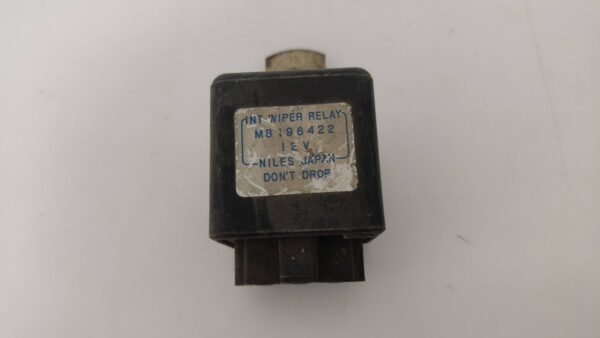 INT WIPER RELAY
MB196422
12V
NILES JAPAN
DON'T DROP